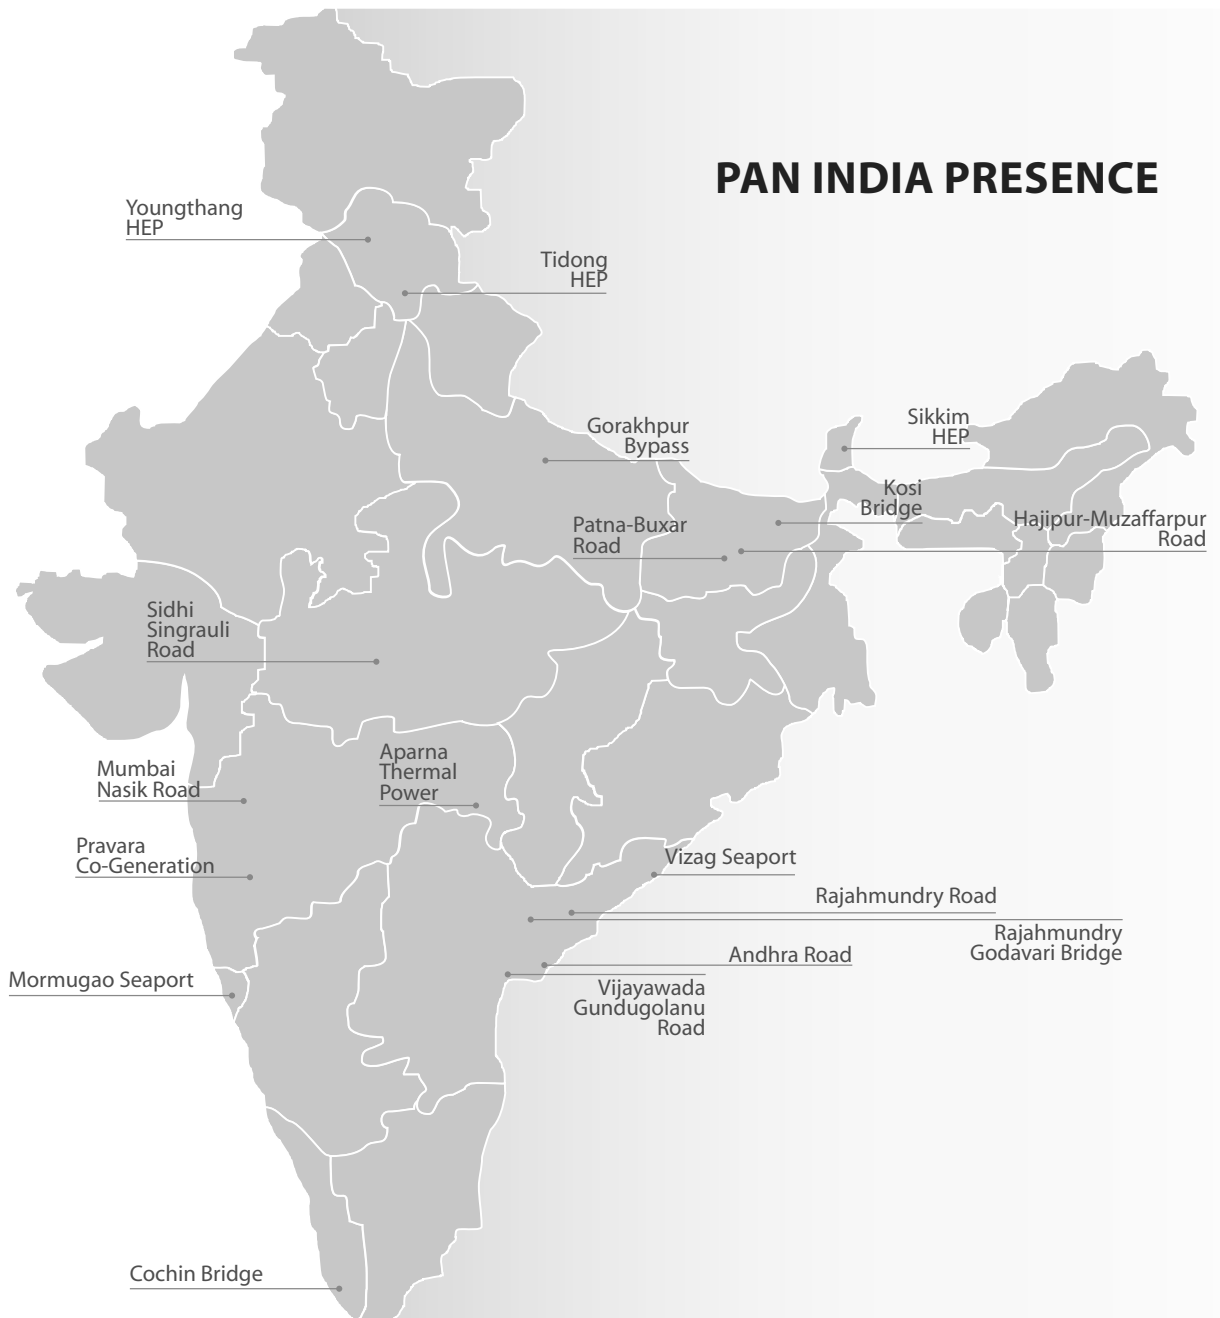 PAN INDIA PRESENCE
Youngthang
HEP
Tidong
HEP
Gorakhpur
Bypass
Sikkim
HEP
Kosi
Bridge
Patna-Buxar
Road
Hajipur-Muzaffarpur
Road
Sidhi
Singrauli
Road
Aparna
Thermal
Power
Mumbai
Nasik Road
Pravara
Co-Generation
Vizag Seaport
Rajahmundry Road
Rajahmundry
Godavari Bridge
Andhra Road
Mormugao Seaport
Vijayawada
Gundugolanu
Road
Cochin Bridge